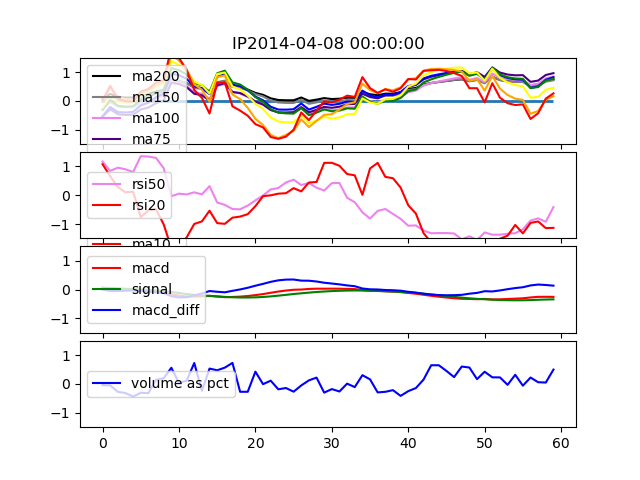 IP2014-04-08 00:00:00
1
0
−1
ma200
ma150
ma100
ma75
1
0
−1
rsi50
rsi20
ma10
1
0
−1
macd
signal
macd_diff
1
0
−1
volume as pct
0 10 20 30 40 50 60